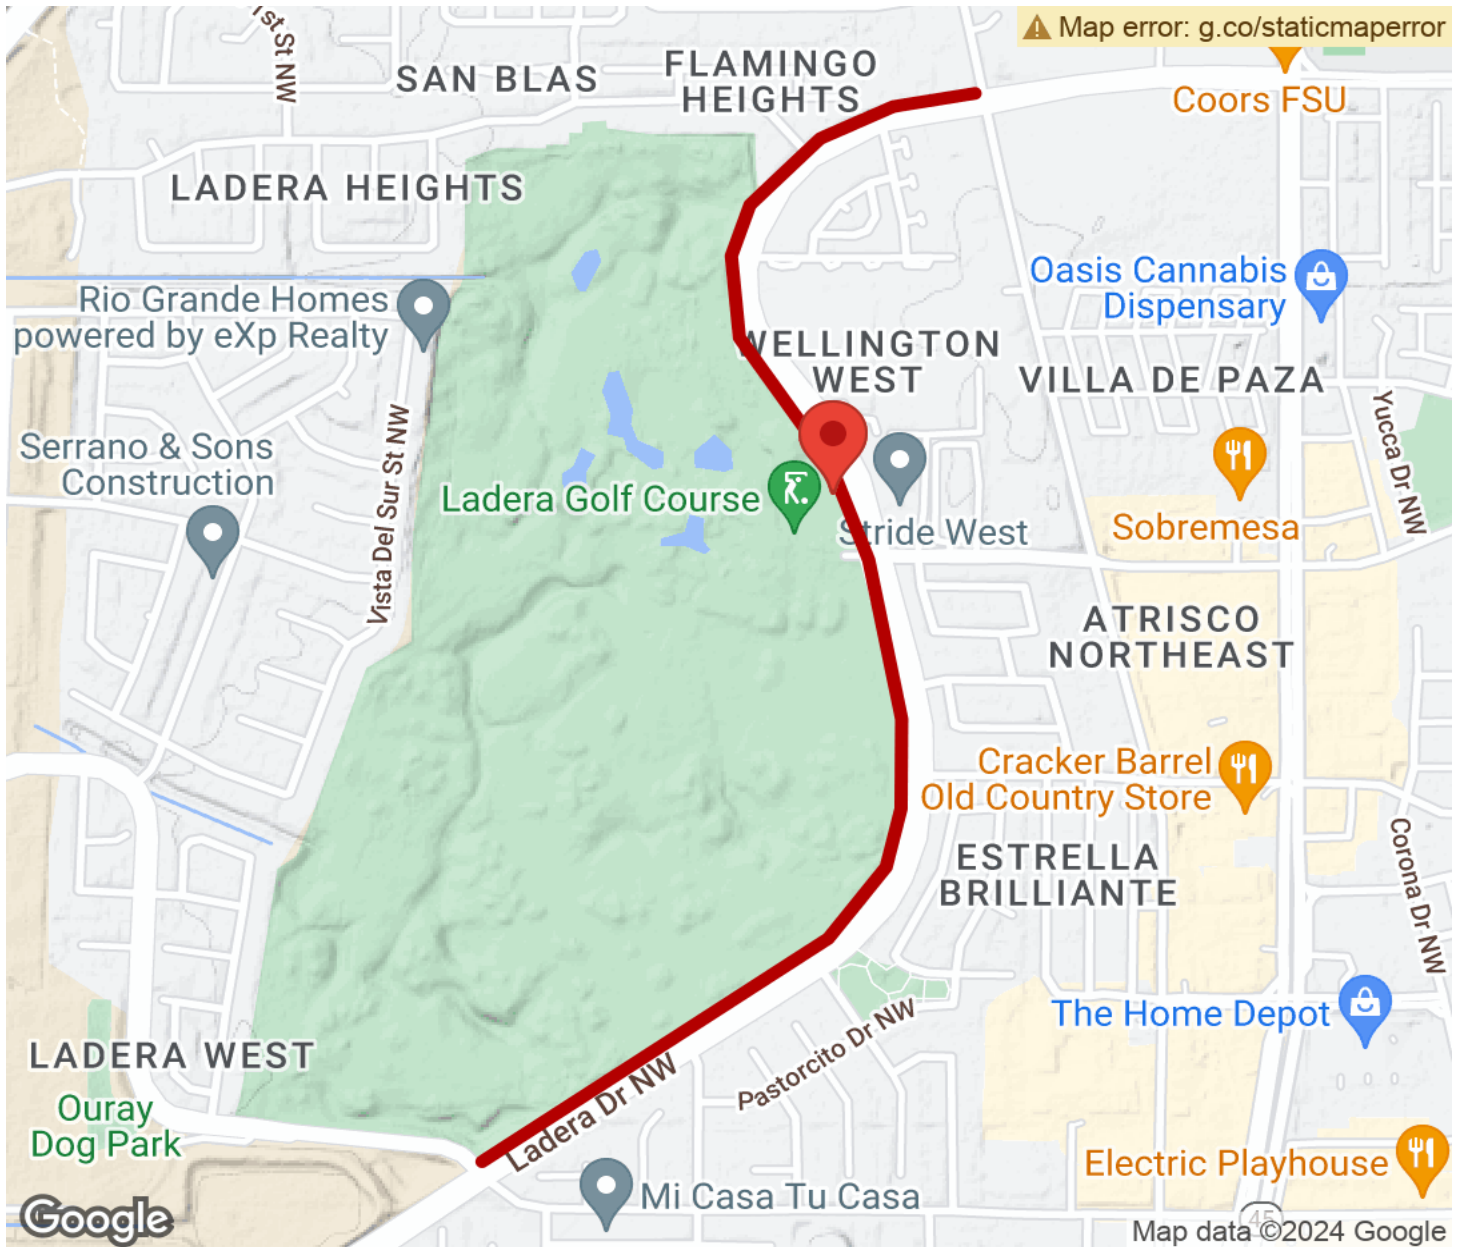 Map error: g.co/staticmaperror
1st St NW
SAN BLAS
FLAMINGO
HEIGHTS
Coors FSU
LADERA HEIGHTS
Rio Grande Homes
powered by eXp Realty
Oasis Cannabis
Dispensary
WELLINGTON
WEST
VILLA DE PAZA
Yucca Dr NW
Serrano & Sons
Construction
Vista Del Sur St NW
Ladera Golf Course
Stride West
Sobremesa
ATRISCO
NORTHEAST
Cracker Barrel
Old Country Store
Corona Dr NW
ESTRELLA
BRILLIANTE
LADERA WEST
Ouray
Dog Park
Ladera Dr NW
Pastorcito Dr NW
The Home Depot
Electric Playhouse
Mi Casa Tu Casa
45
Google
Map data ©2024 Google